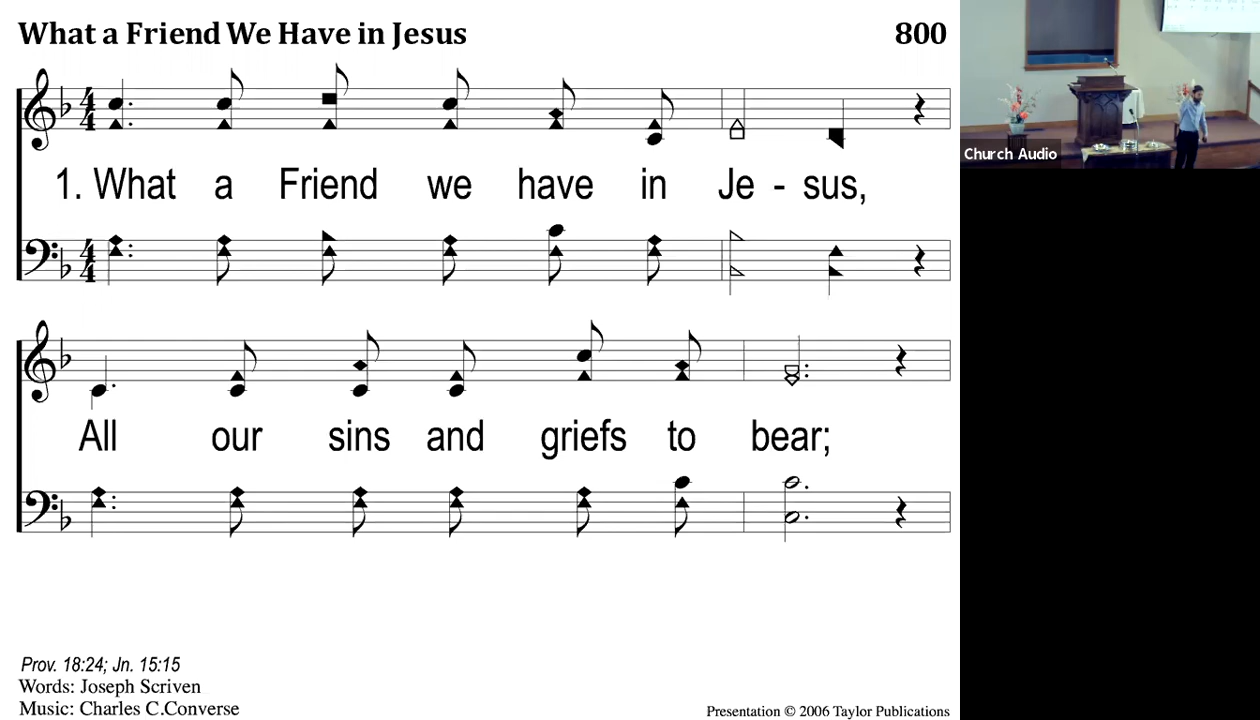 What a Friend We Have in Jesus 800
Church Audio
1. What a Friend we have in Je - sus,
All our sins and griefs to bear;
Prov. 18:24; Jn. 15:15
Words: Joseph Scriven
Music: Charles C.Converse
Presentation © 2006 Taylor Publications